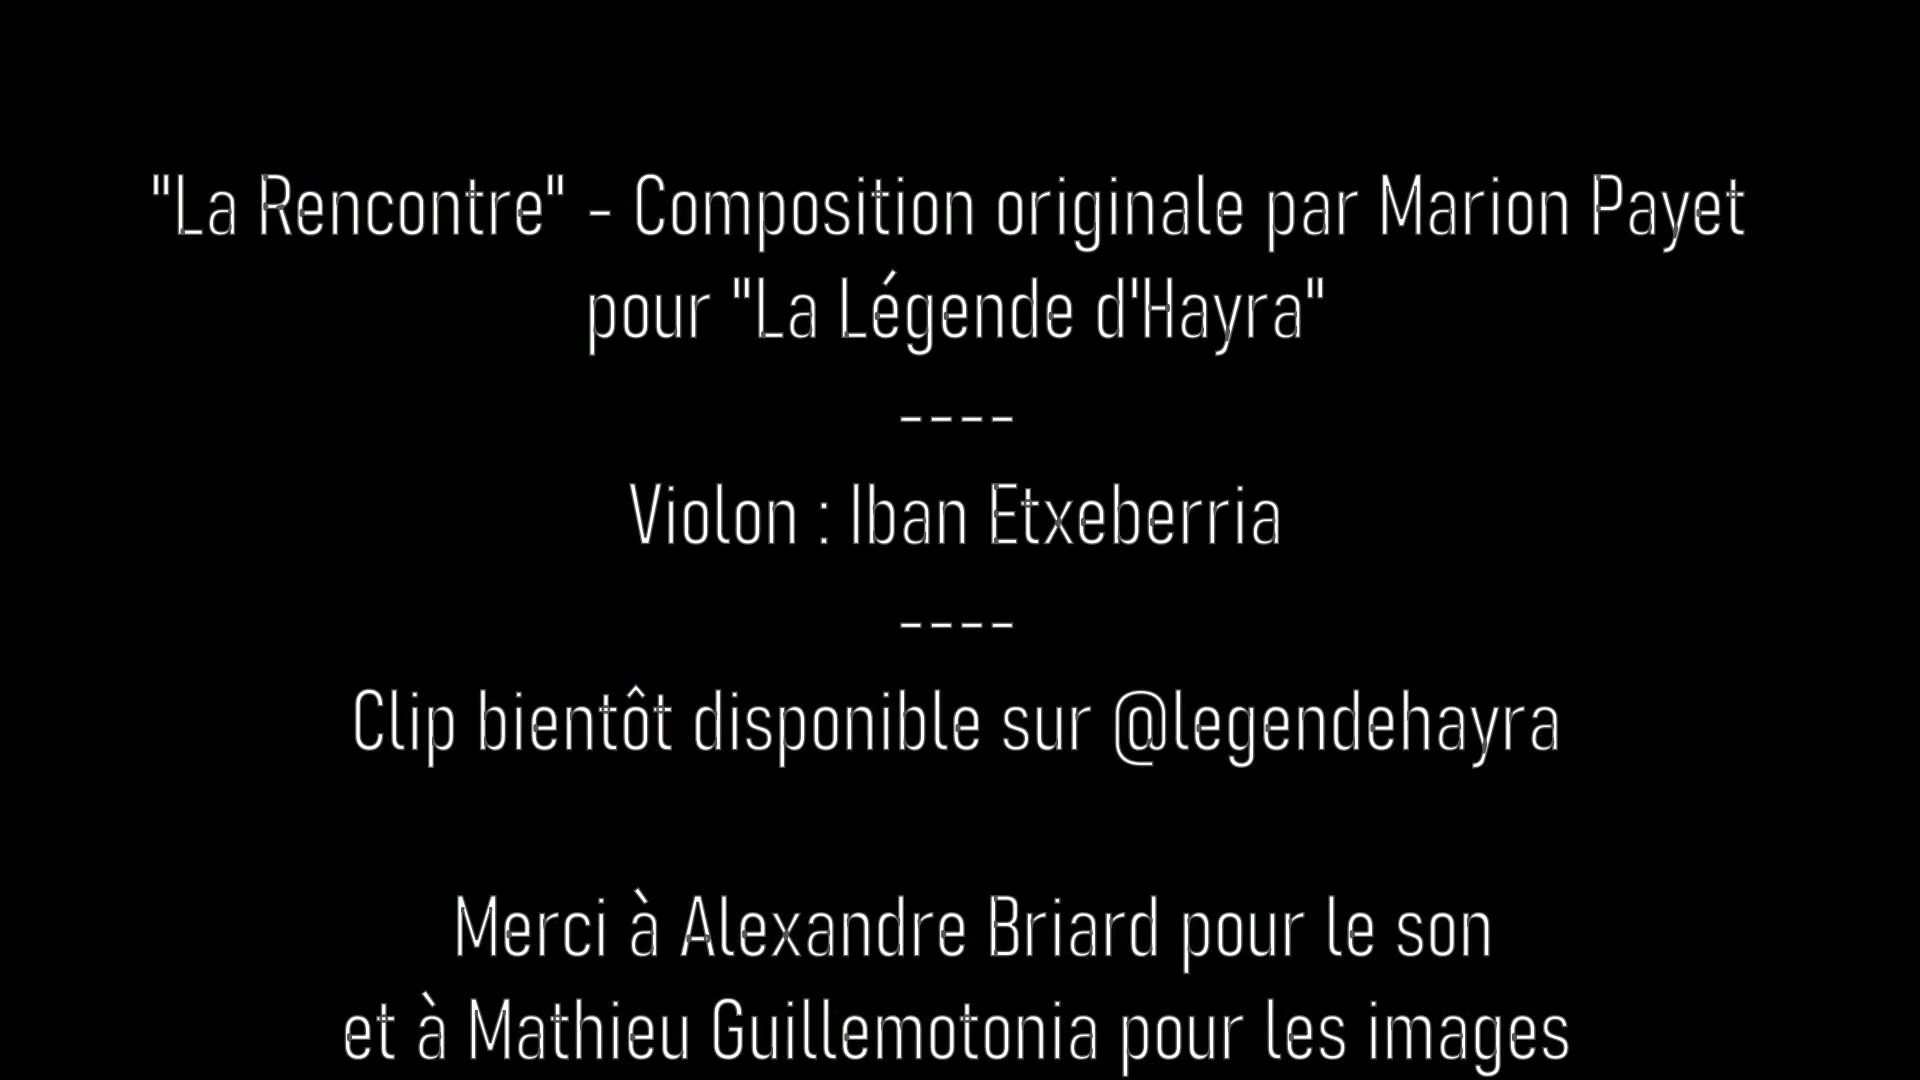 "La Rencontre" - Composition originale par Marion Payet
pour "La Légende d'Hayra"
----
Violon : Iban Etxeberria
----
Clip bientôt disponible sur @legendehayra
Merci à Alexandre Briard pour le son
et à Mathieu Guillemotonia pour les images